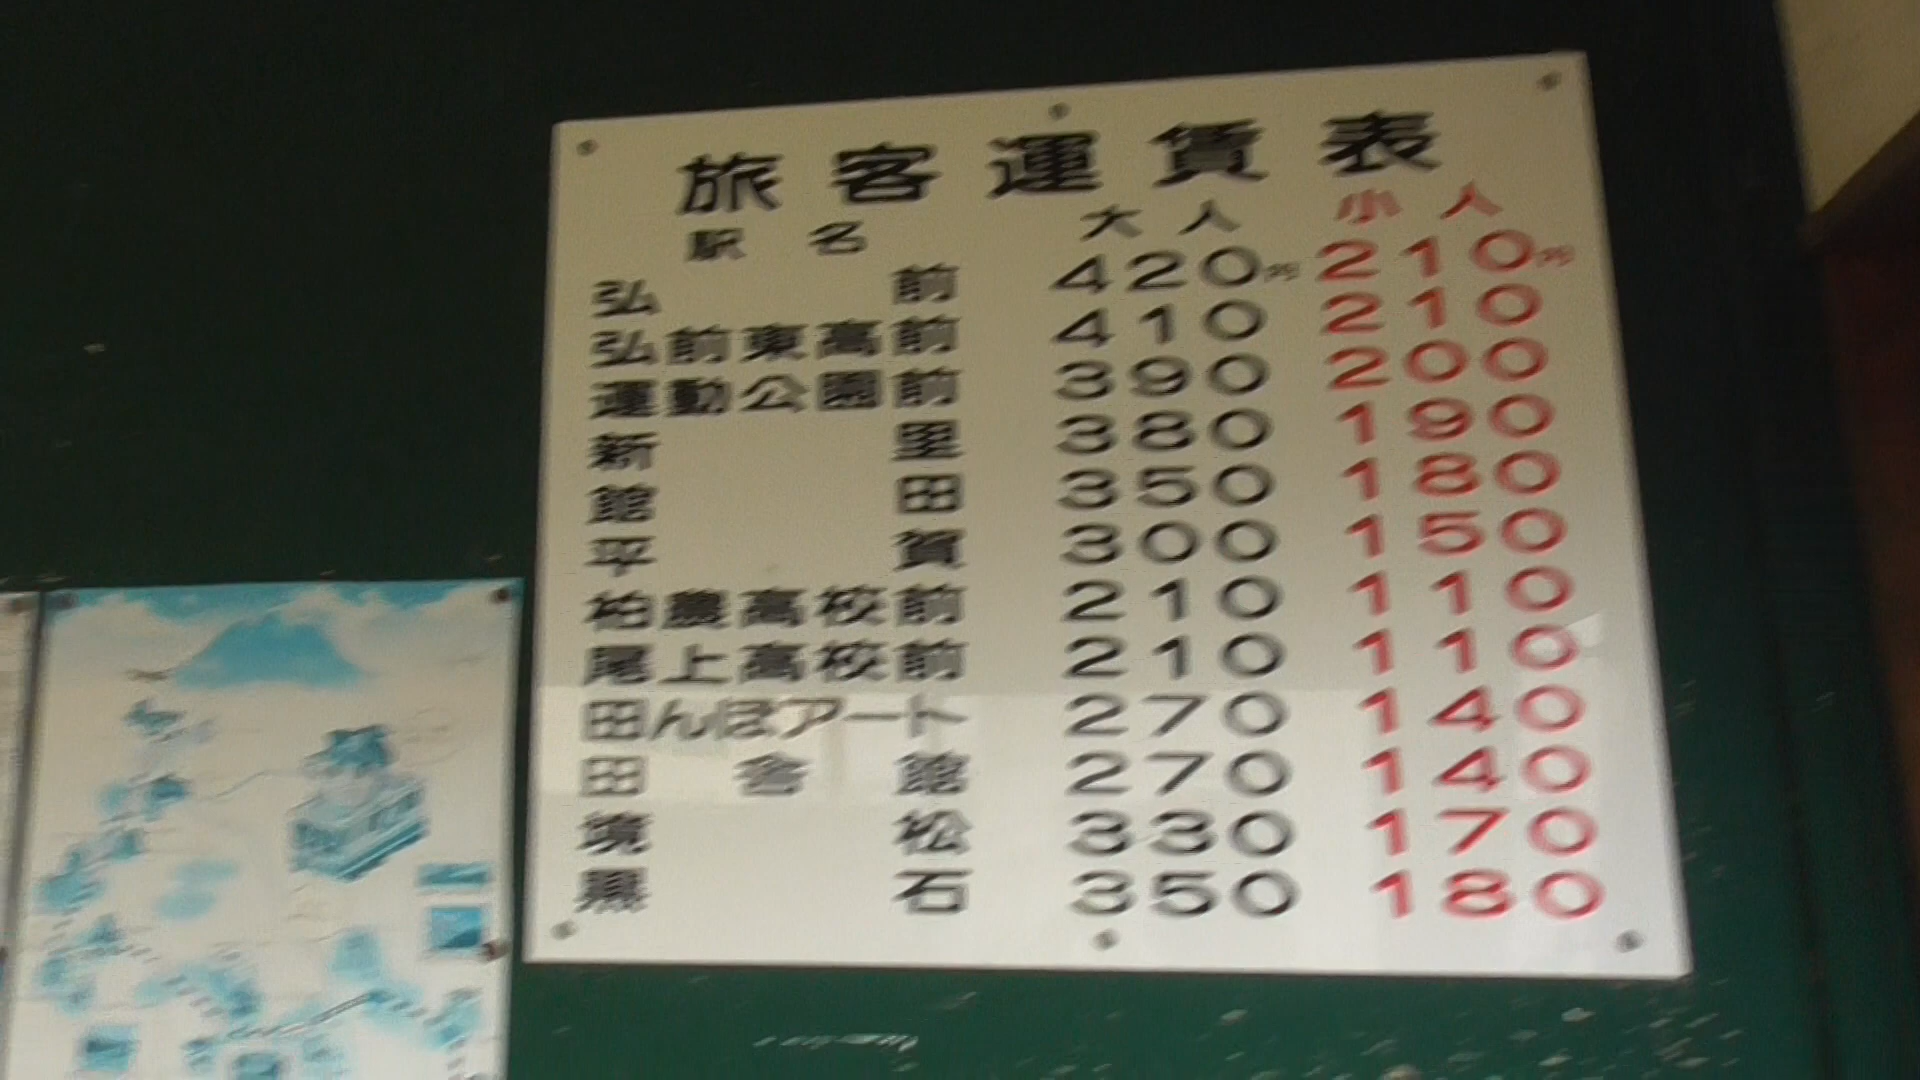 旅客運賃表
駅名 大人 小人
弘前 420円 210円
弘前東高前 410 210
運動公園前 390 200
新里 380 190
館田 350 180
平賀 300 150
柏農高校前 210 110
尾上高校前 210 110
田んぼアート 270 140
田舎館 270 140
境松 330 170
黒石 350 180